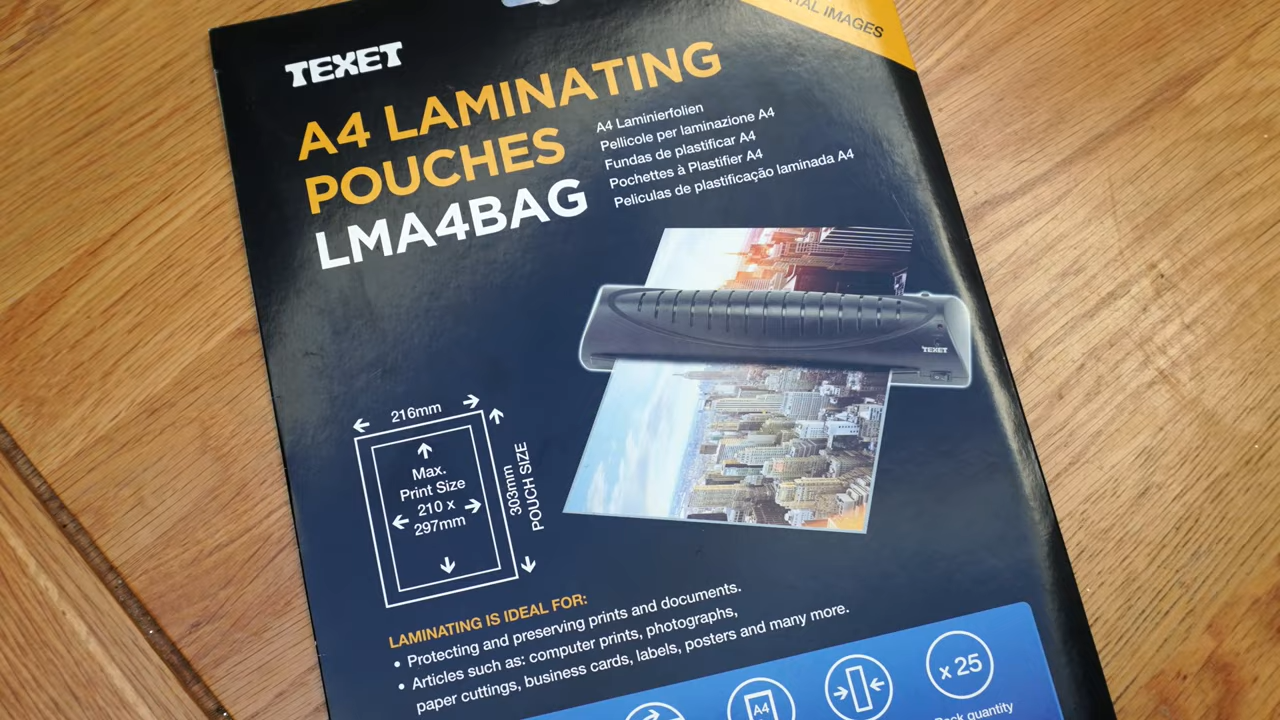 IMAGES
TEXET
A4 LAMINATING
POUCHES
LMA4BAG
A4 Laminierfolien
Pellicole per laminazione A4
Fundas de plastificar A4
Pochettes à Plastifier A4
Peliculas de plastificação laminada A4
TEXET
216mm
Max.
Print Size
210 x
297mm
303mm
POUCH SIZE
LAMINATING IS IDEAL FOR:
• Protecting and preserving prints and documents.
• Articles such as: computer prints, photographs,
paper cuttings, business cards, labels, posters and many more.
A4
x 25
Pack quantity